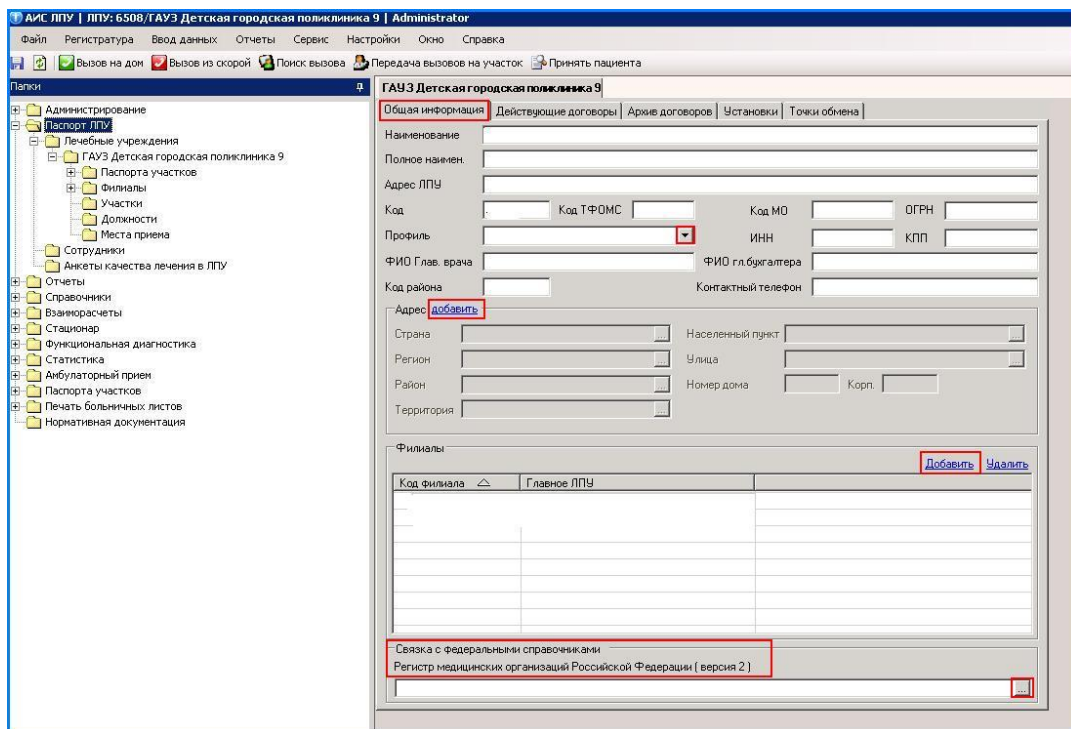 АИС ЛПУ | ЛПУ: 6508/ГАУЗ Детская городская поликлиника 9 | Administrator
Файл Регистратура Ввод данных Отчеты Сервис Настройки Окно Справка
Вызов на дом Вызов из скорой Поиск вызова Передача вызовов на участок Принять пациента
Папки
Администрирование
Паспорт ЛПУ
Лечебные учреждения
ГАУЗ Детская городская поликлиника 9
Паспорта участков
Филиалы
Участки
Должности
Места приема
Сотрудники
Анкеты качества лечения в ЛПУ
Отчеты
Справочники
Взаиморасчеты
Стационар
Функциональная диагностика
Статистика
Амбулаторный прием
Паспорта участков
Печать больничных листов
Нормативная документация
ГАУЗ Детская городская поликлиника 9
Общая информация Действующие договоры Архив договоров Установки Точки обмена
Наименование
Полное наимен.
Адрес ЛПУ
Код . Код ТФОМС Код МО ОГРН
Профиль ИНН КПП
ФИО Глав. врача ФИО гл.бухгалтера
Код района Контактный телефон
Адрес добавить
Страна ... Населенный пункт ...
Регион ... Улица ...
Район ... Номер дома Корп.
Территория ...
Филиалы
Добавить Удалить
Код филиала Главное ЛПУ
Связка с федеральными справочниками
Регистр медицинских организаций Российской Федерации ( версия 2 )
...